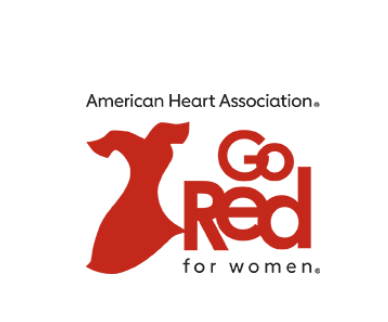 American Heart Association®
Go
Red
for women®